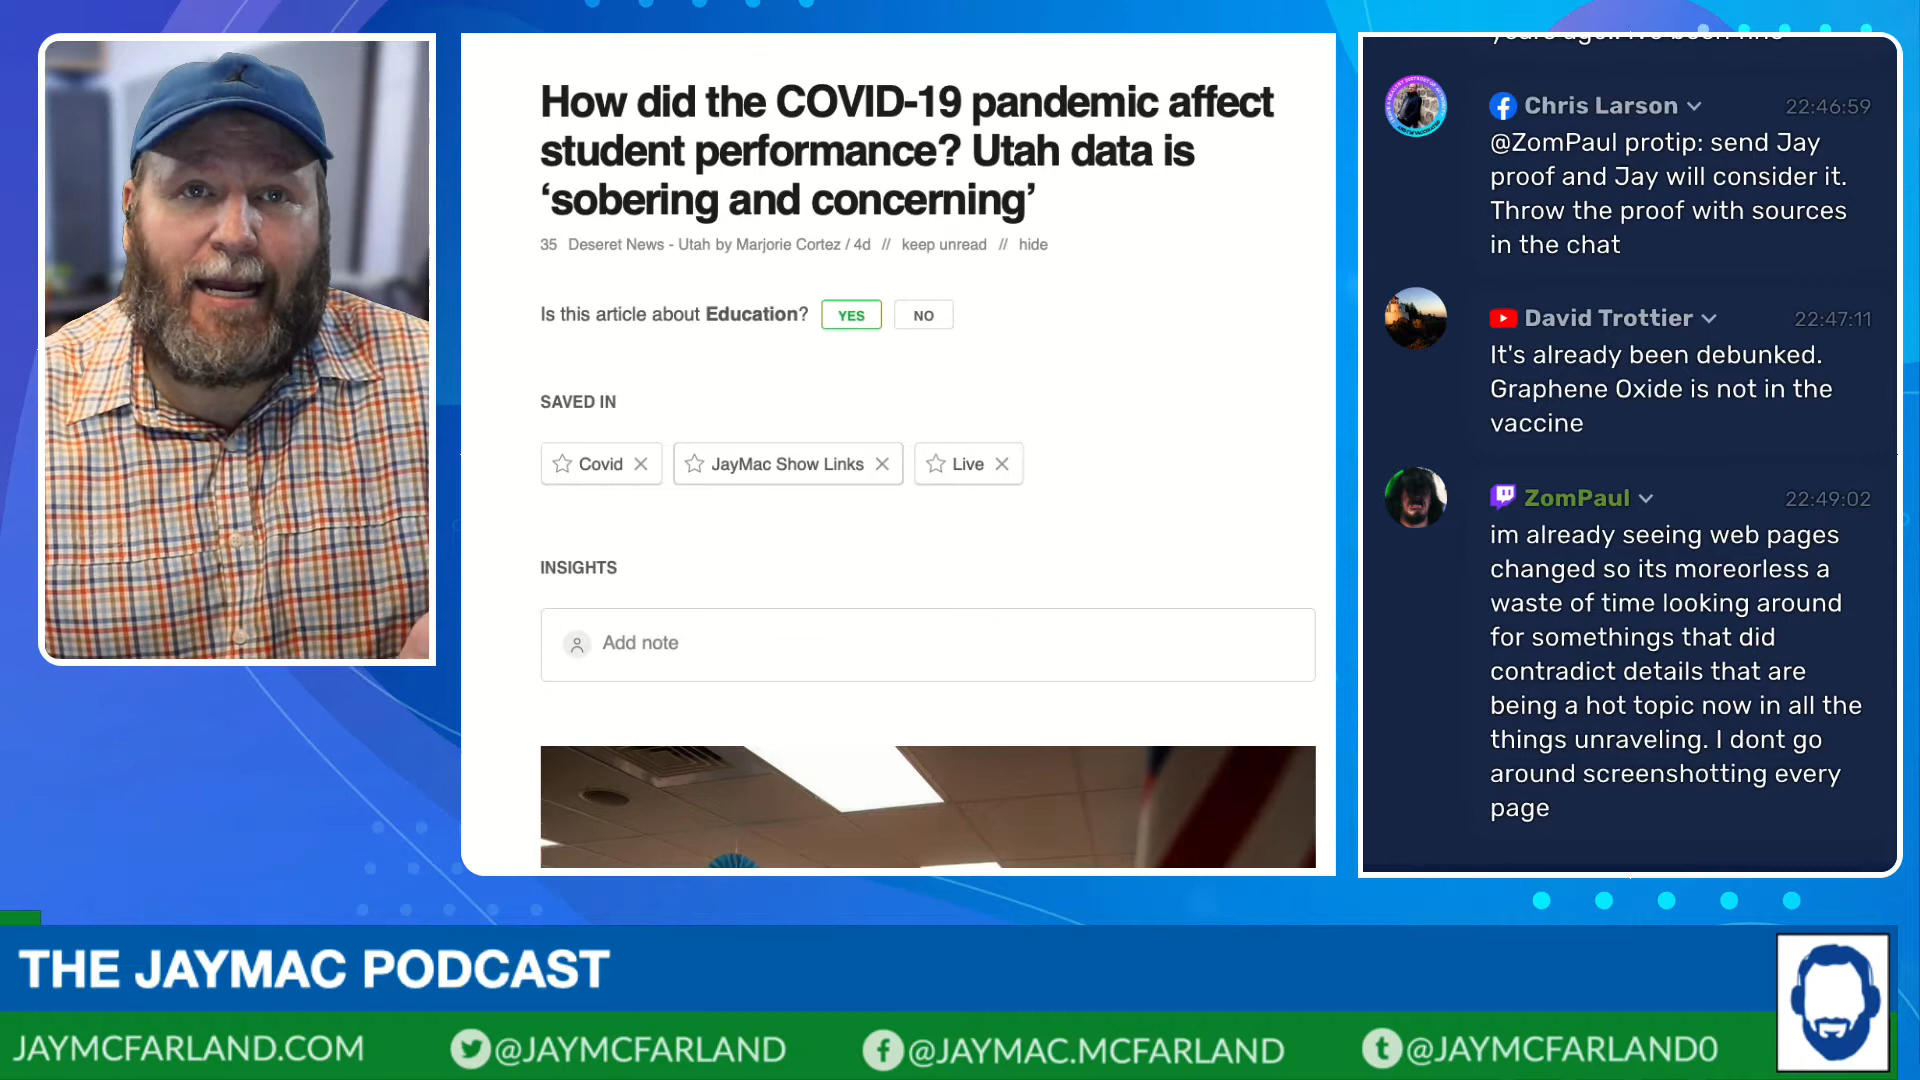 How did the COVID-19 pandemic affect
student performance? Utah data is
‘sobering and concerning’
35 Deseret News - Utah by Marjorie Cortez / 4d // keep unread // hide
Is this article about Education? YES NO
SAVED IN
Covid
JayMac Show Links
Live
INSIGHTS
Add note
Chris Larson 22:46:59
@ZomPaul protip: send Jay
proof and Jay will consider it.
Throw the proof with sources
in the chat
David Trottier 22:47:11
It's already been debunked.
Graphene Oxide is not in the
vaccine
ZomPaul 22:49:02
im already seeing web pages
changed so its moreorless a
waste of time looking around
for somethings that did
contradict details that are
being a hot topic now in all the
things unraveling. I dont go
around screenshotting every
page
THE JAYMAC PODCAST
JAYMCFARLAND.COM
@JAYMCFARLAND
@JAYMAC.MCFARLAND
@JAYMCFARLAND0